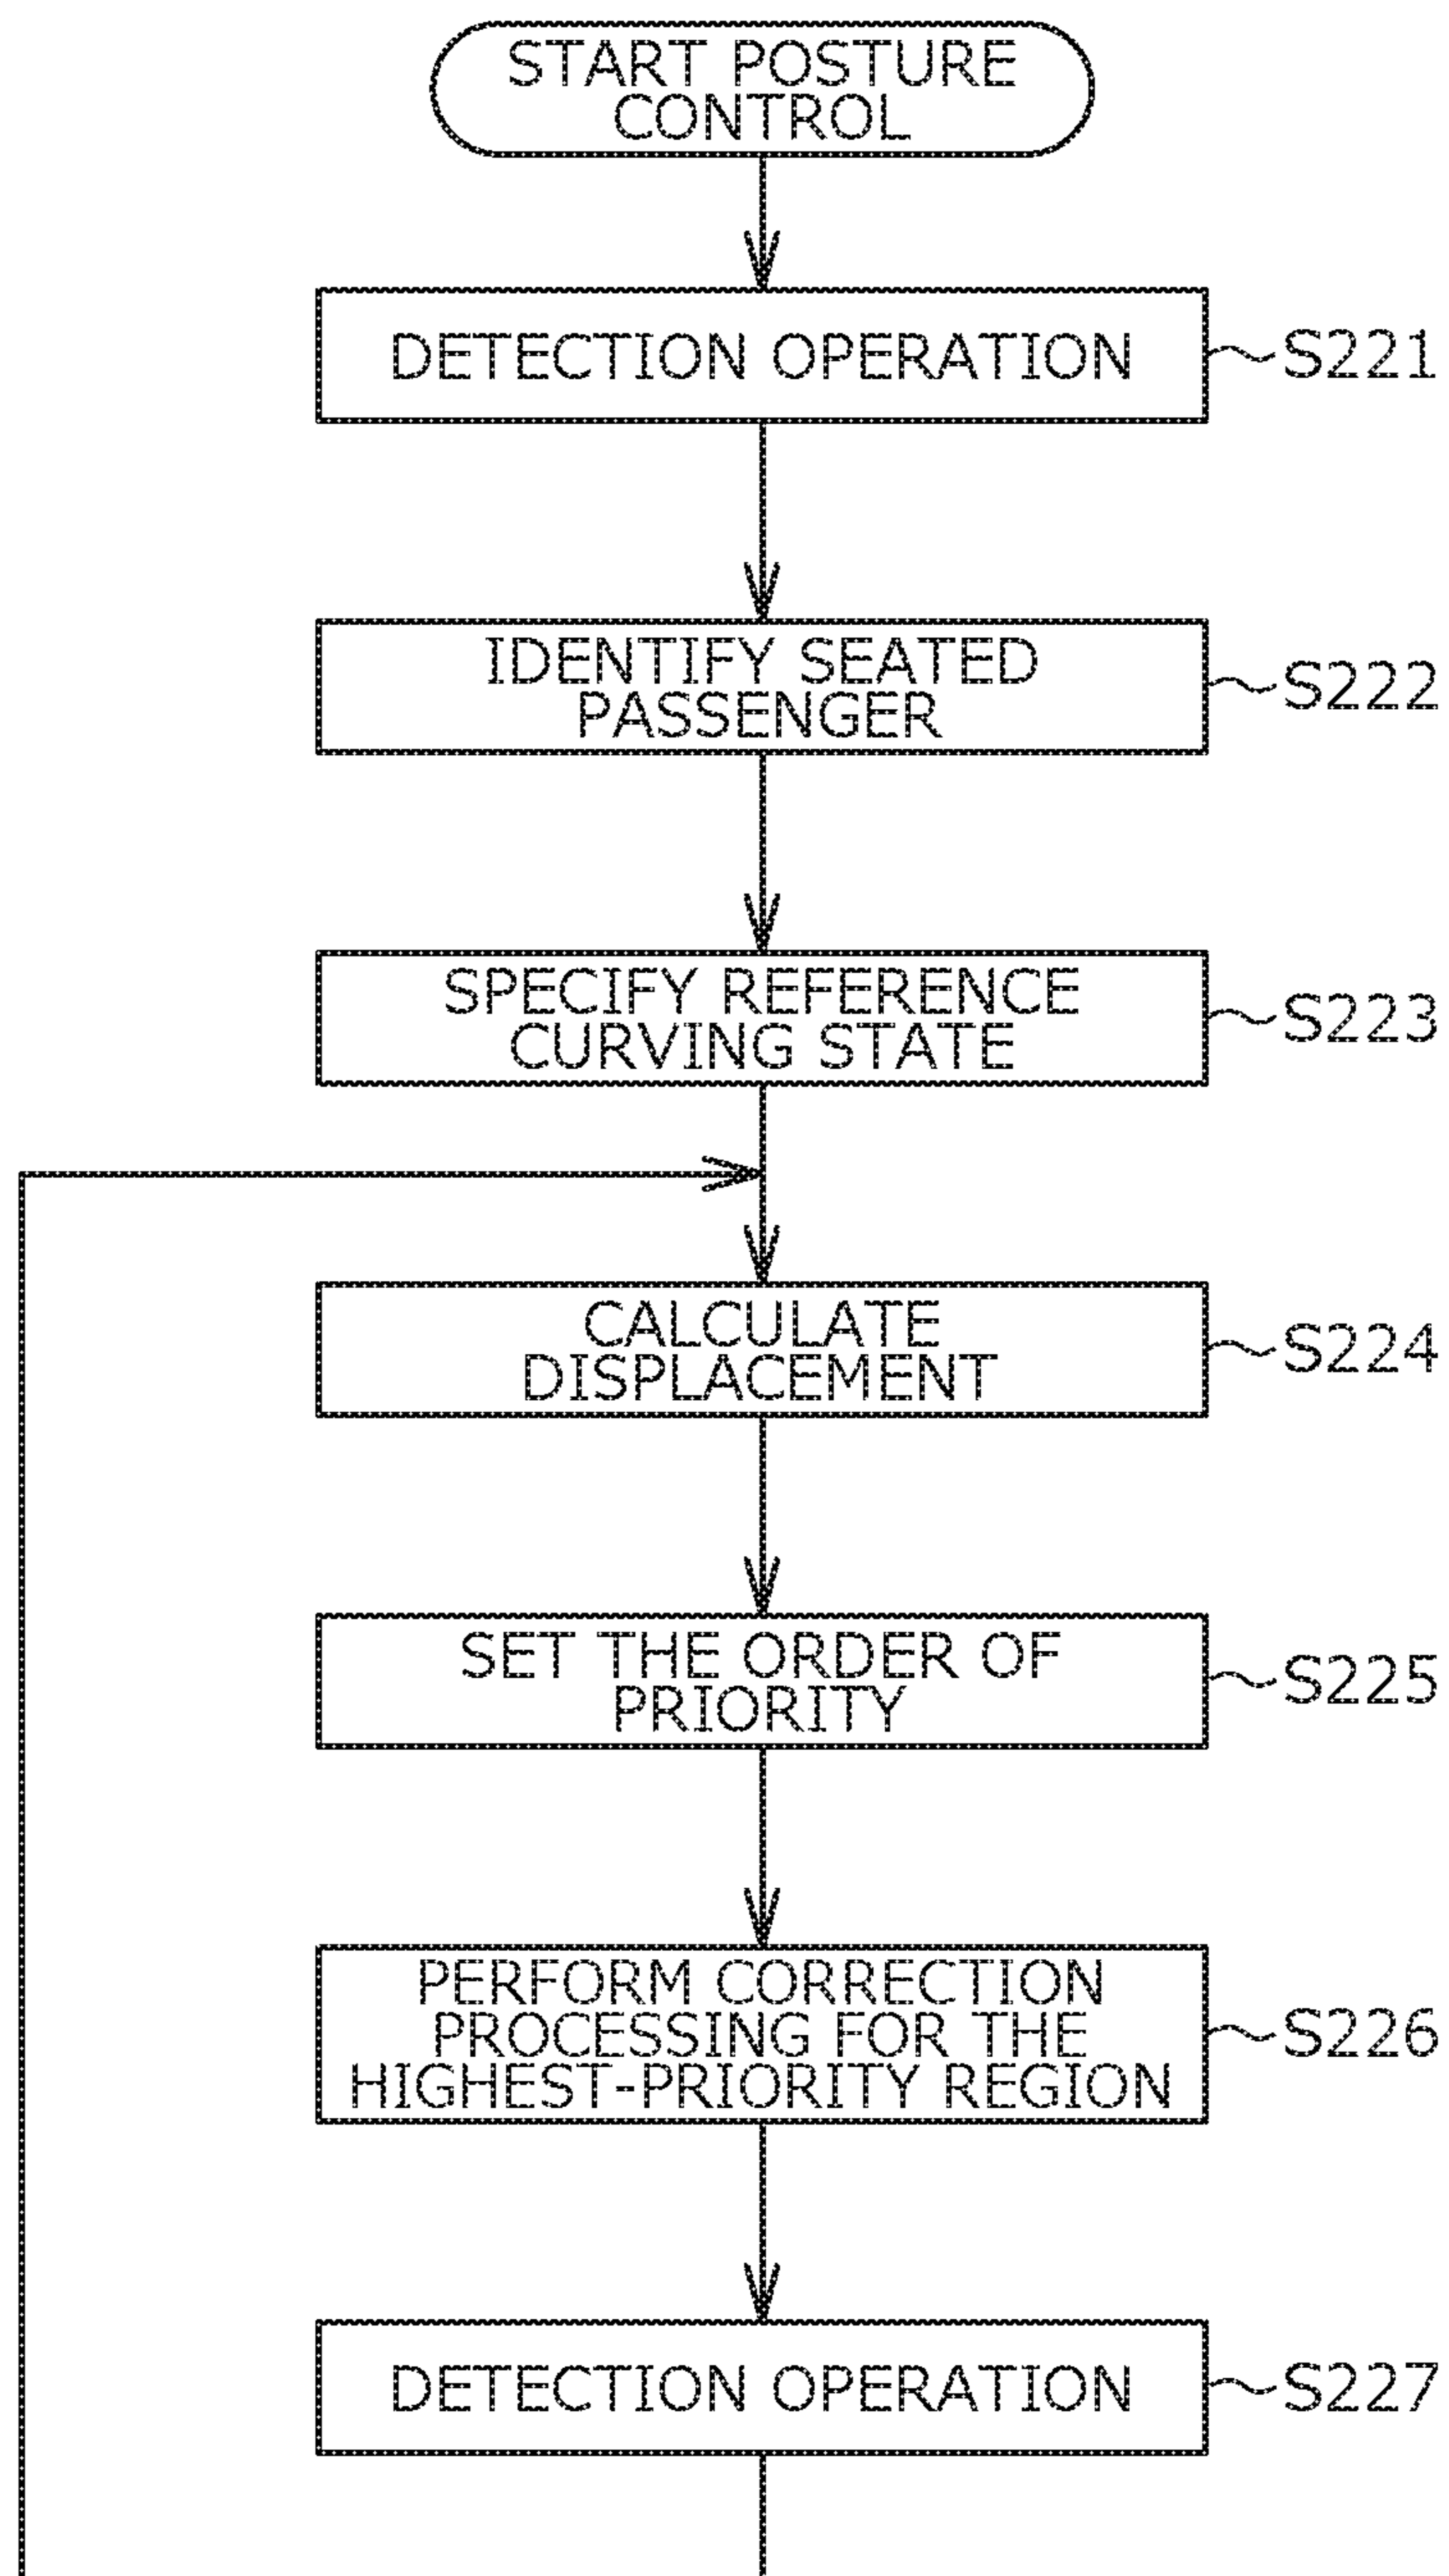 START POSTURE
CONTROL
DETECTION OPERATION
S221
IDENTIFY SEATED
PASSENGER
S222
SPECIFY REFERENCE
CURVING STATE
S223
CALCULATE
DISPLACEMENT
S224
SET THE ORDER OF
PRIORITY
S225
PERFORM CORRECTION
PROCESSING FOR THE
HIGHEST-PRIORITY REGION
S226
DETECTION OPERATION
S227